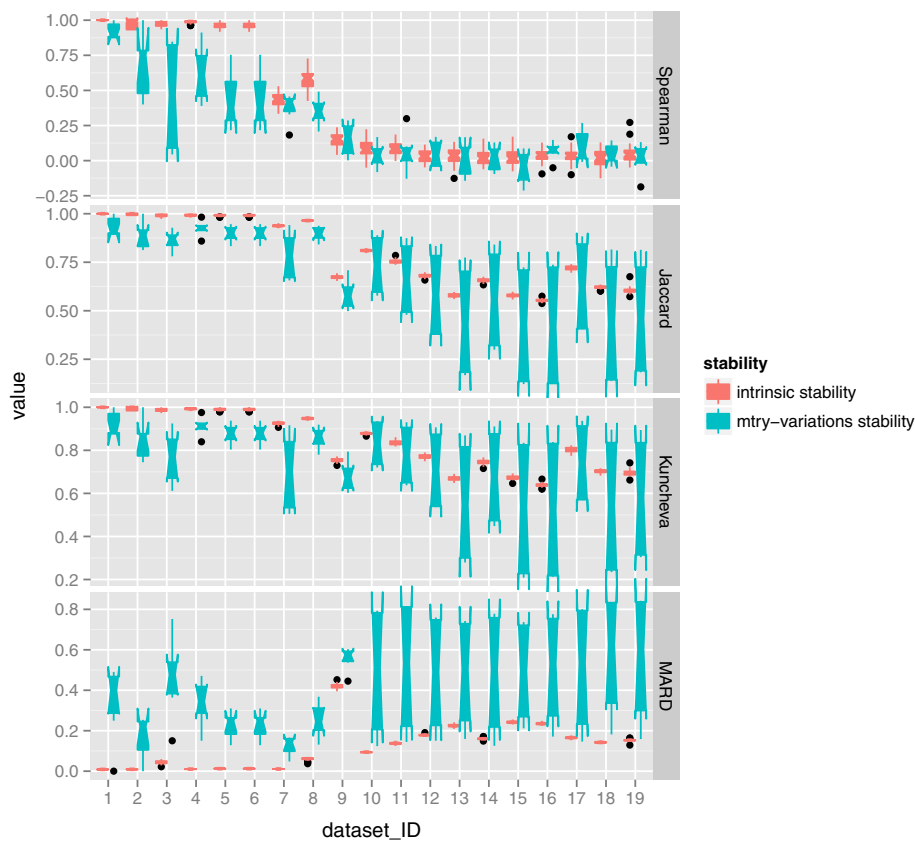 1.00
0.75
0.50
0.25
0.00
−0.25
Spearman
1.00
0.75
0.50
0.25
Jaccard
1.0
0.8
0.6
0.4
0.2
Kuncheva
0.8
0.6
0.4
0.2
0.0
MARD
value
1 2 3 4 5 6 7 8 9 10 11 12 13 14 15 16 17 18 19
dataset_ID
stability
intrinsic stability
mtry−variations stability